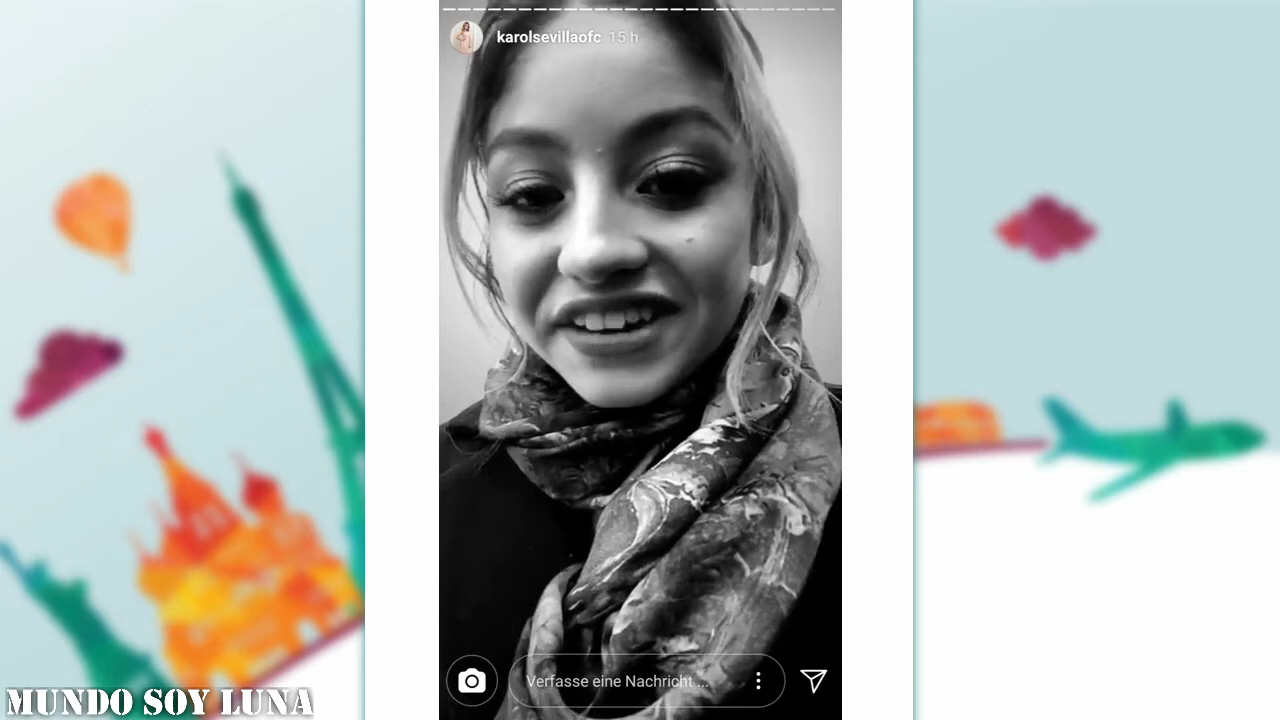 karolsevillaofc 15 h
Verfasse eine Nachricht ...
MUNDO SOY LUNA